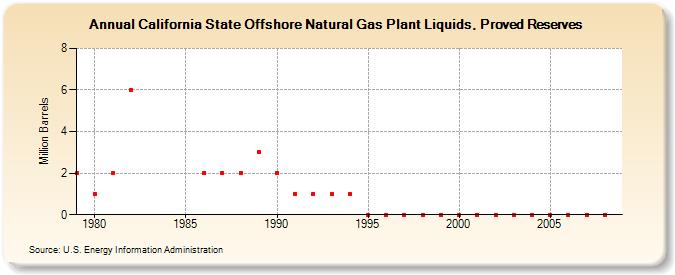 Annual California State Offshore Natural Gas Plant Liquids, Proved Reserves
Million Barrels
8
6
4
2
0
1980 1985 1990 1995 2000 2005
Source: U.S. Energy Information Administration